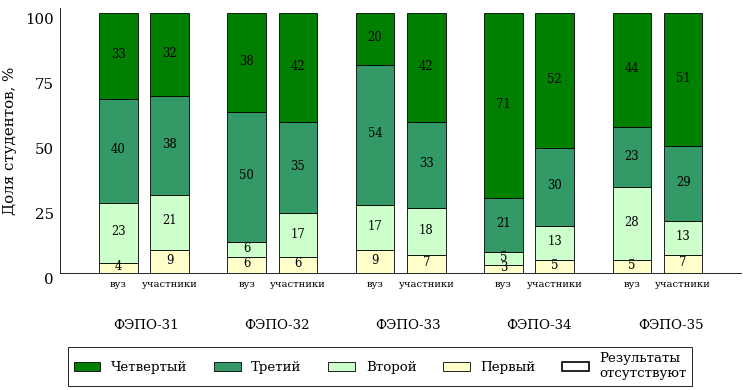 Доля студентов, %
100
75
50
25
0
33 32 38 42 20 42 71 52 44 51
40 38 50 35 54 33 21 30 23 29
23 21 6 17 17 18 5 13 28 13
4 9 6 6 9 7 3 5 5 7
вуз участники вуз участники вуз участники вуз участники вуз участники
ФЭПО-31 ФЭПО-32 ФЭПО-33 ФЭПО-34 ФЭПО-35
Четвертый Третий Второй Первый Результаты
отсутствуют